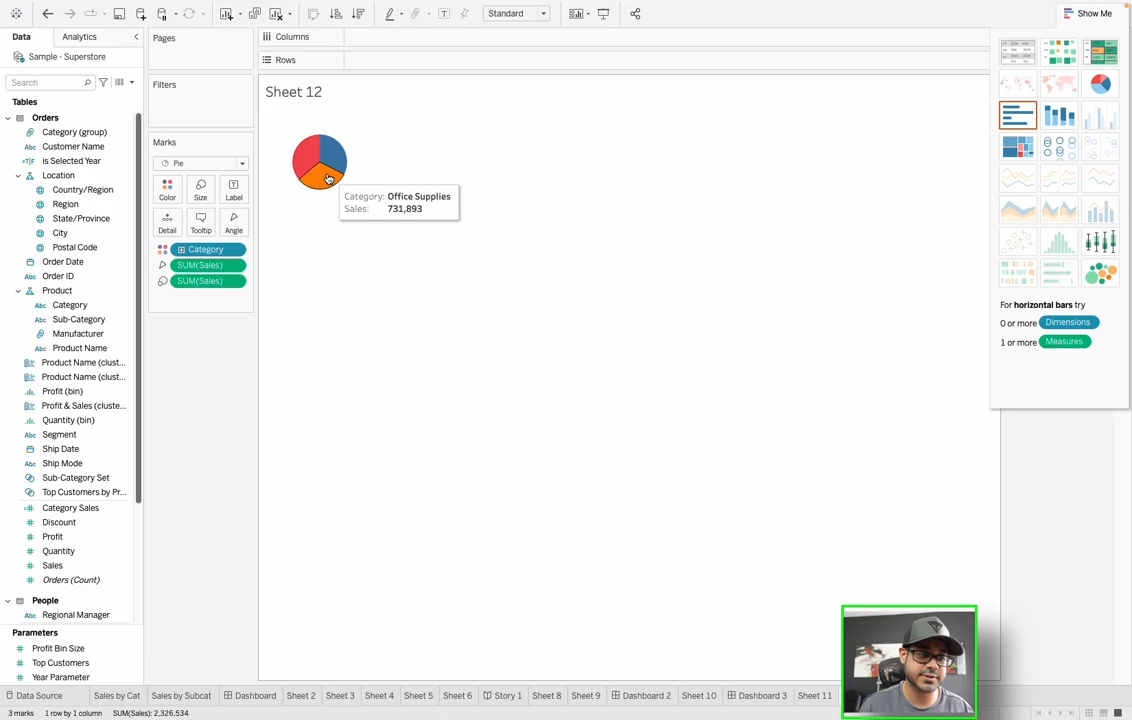 Standard
Show Me
Data
Analytics
Sample - Superstore
Search
Tables
Orders
Category (group)
Customer Name
=T|F is Selected Year
Location
Country/Region
Region
State/Province
City
Postal Code
Order Date
Abc Order ID
Product
Abc Category
Abc Sub-Category
Manufacturer
Abc Product Name
Product Name (clust...
Product Name (clust...
Profit (bin)
Profit & Sales (cluste...
Quantity (bin)
Abc Segment
Ship Date
Abc Ship Mode
Sub-Category Set
Top Customers by Pr...
Category Sales
Discount
Profit
Quantity
Sales
Orders (Count)
People
Abc Regional Manager
Parameters
Profit Bin Size
Top Customers
Year Parameter
Pages
Filters
Marks
Pie
Color
Size
Label
Detail
Tooltip
Angle
Category
SUM(Sales)
SUM(Sales)
Columns
Rows
Sheet 12
Category: Office Supplies
Sales: 731,893
For horizontal bars try
0 or more Dimensions
1 or more Measures
Data Source
Sales by Cat
Sales by Subcat
Dashboard
Sheet 2
Sheet 3
Sheet 4
Sheet 5
Sheet 6
Story 1
Sheet 8
Sheet 9
Dashboard 2
Sheet 10
Dashboard 3
Sheet 11
3 marks
1 row by 1 column
SUM(Sales): 2,326,534